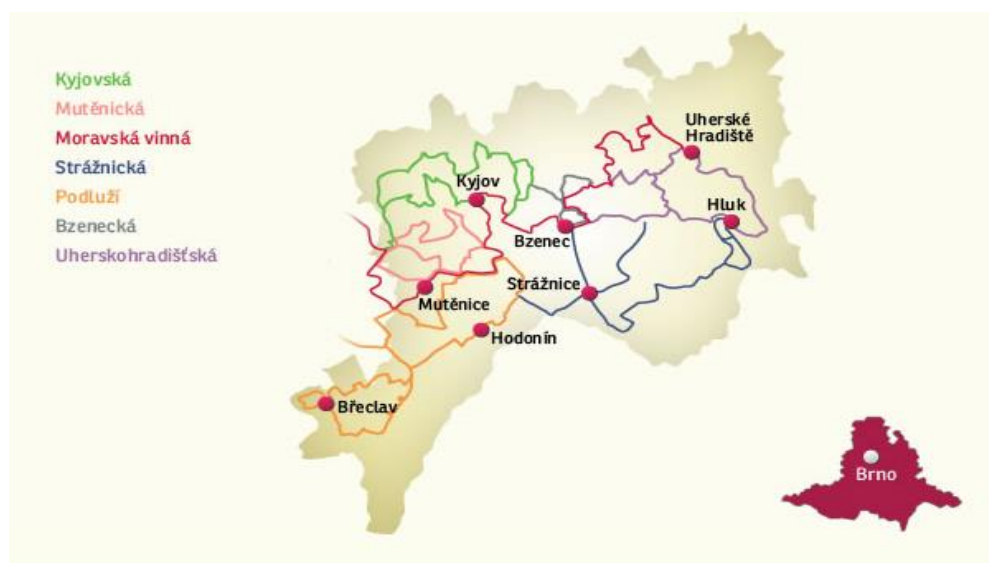 Kyjovská
Mutěnická
Moravská vinná
Strážnická
Podluží
Bzenecká
Uherskohradišťská
Uherské
Hradiště
Kyjov
Hluk
Bzenec
Strážnice
Mutěnice
Hodonín
Břeclav
Brno